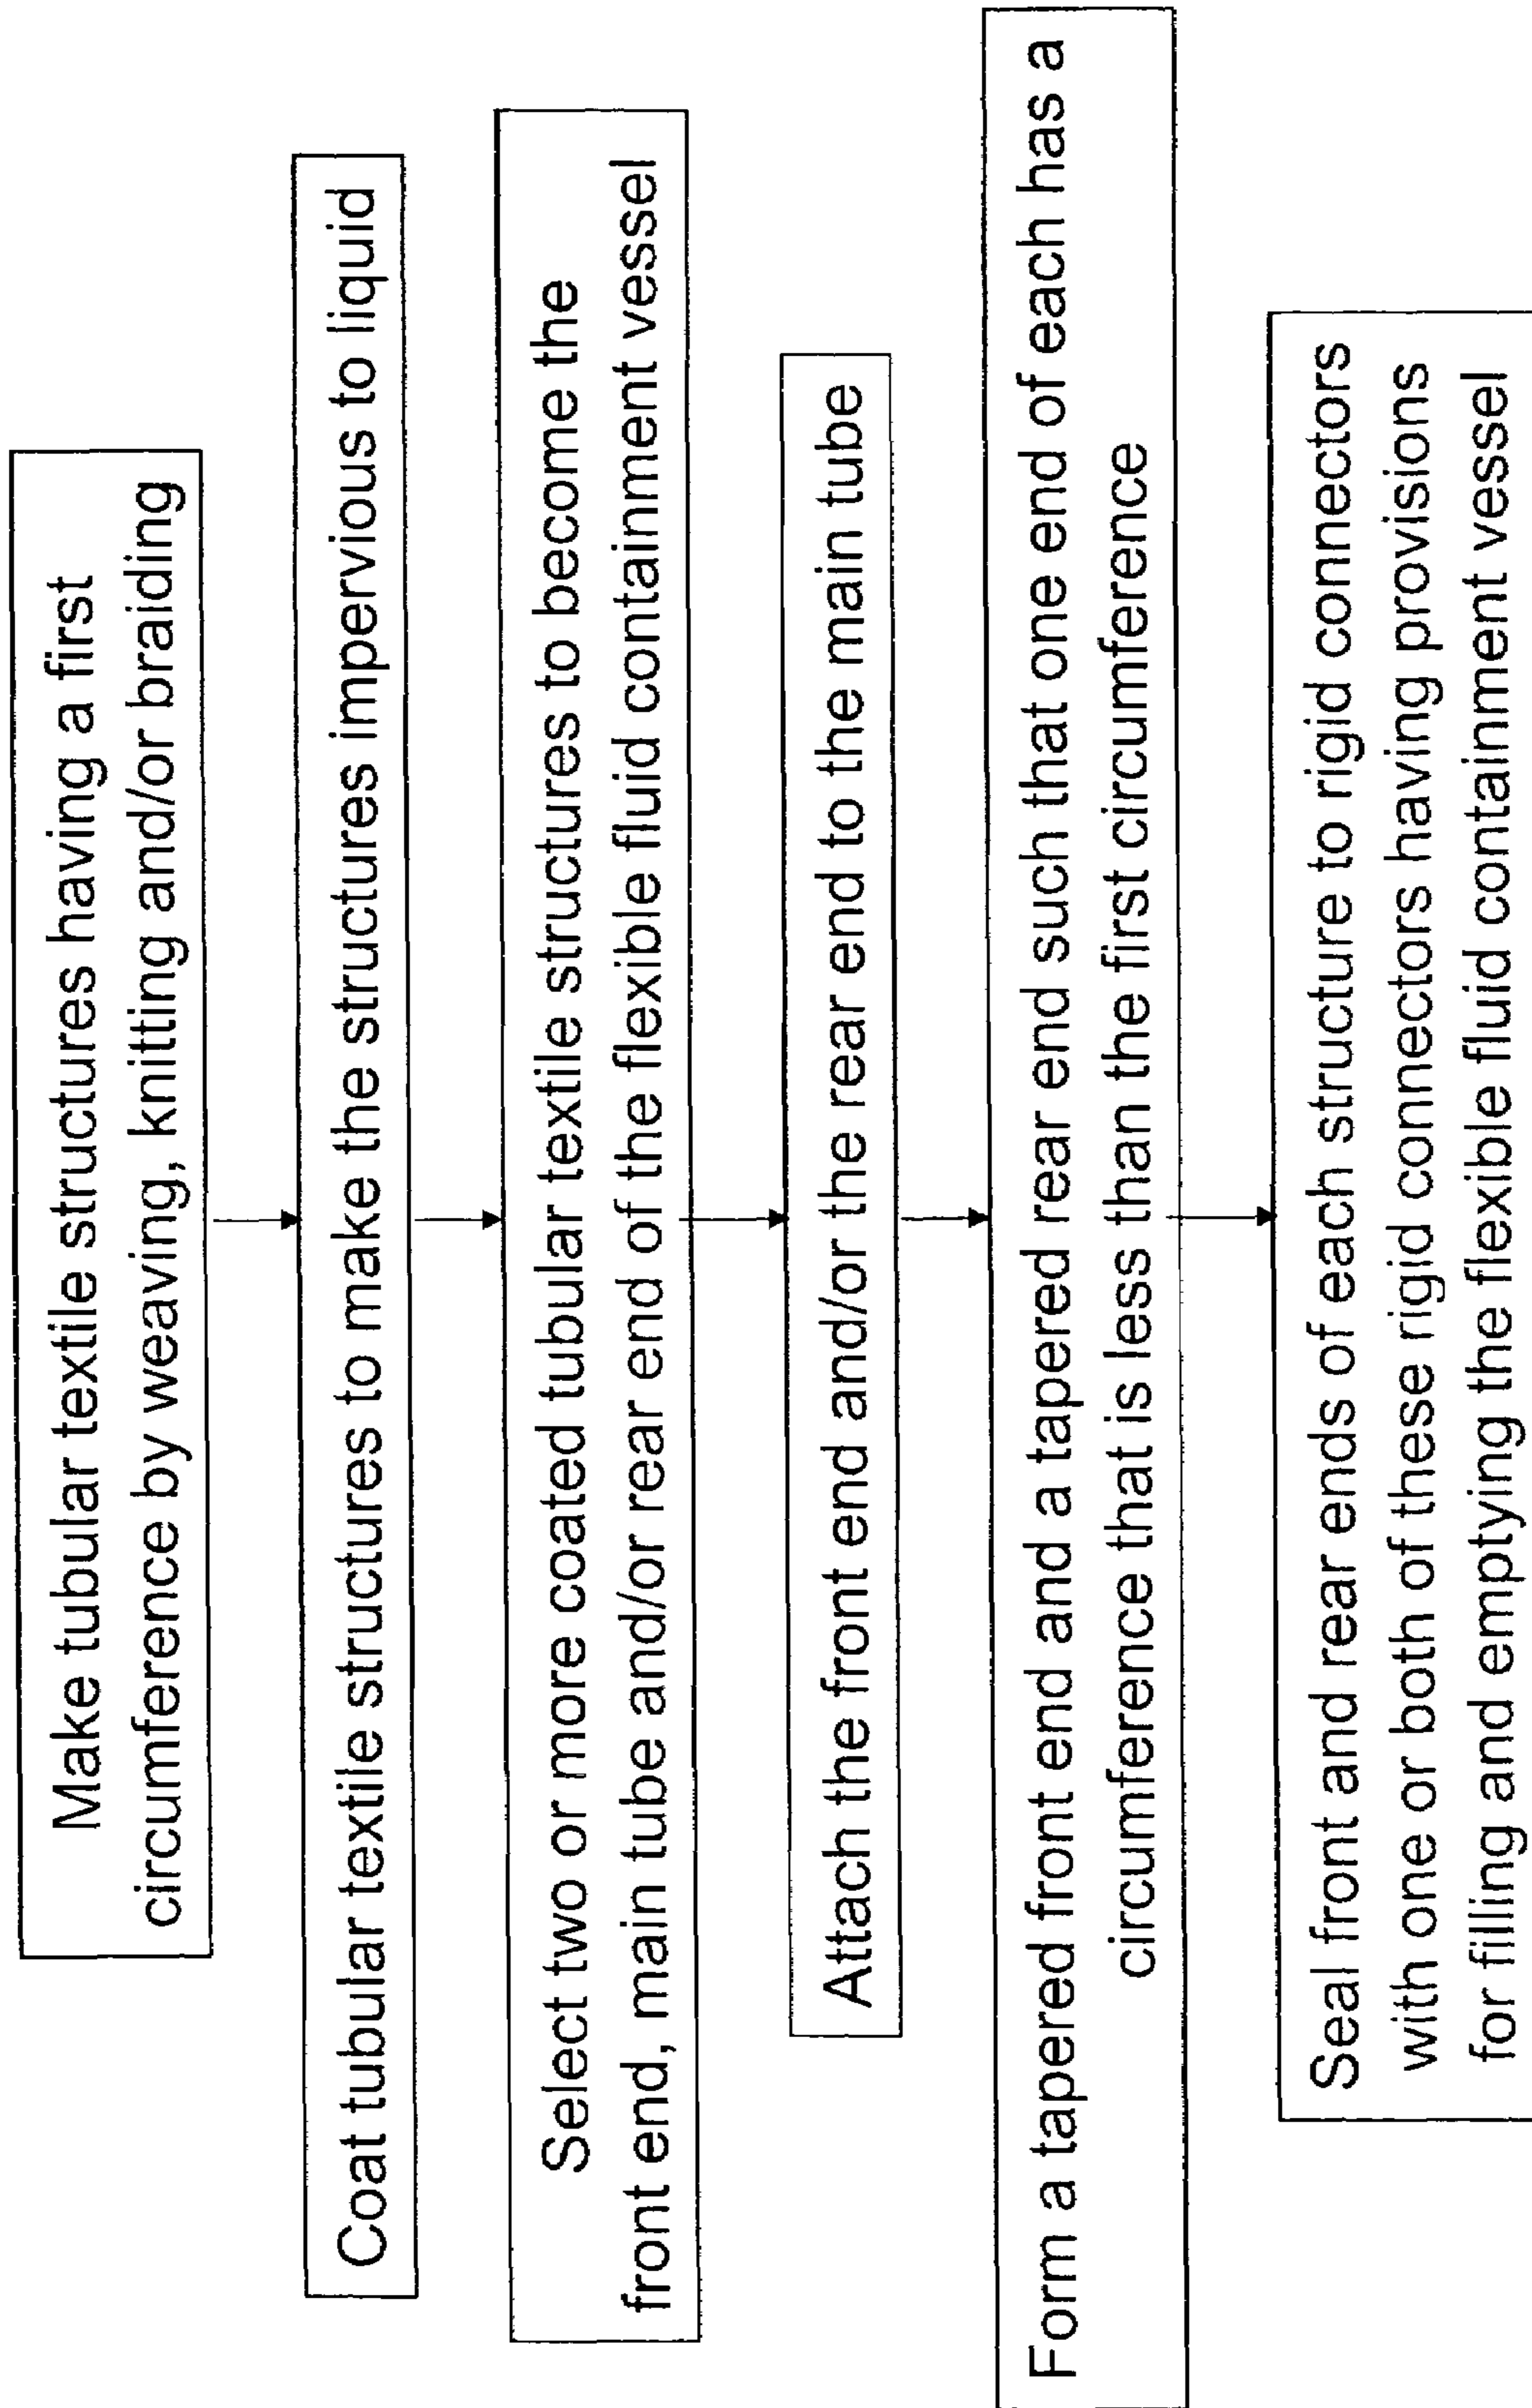 Make tubular textile structures having a first
circumference by weaving, knitting and/or braiding
Coat tubular textile structures to make the structures impervious to liquid
Select two or more coated tubular textile structures to become the
front end, main tube and/or rear end of the flexible fluid containment vessel
Attach the front end and/or the rear end to the main tube
Form a tapered front end and a tapered rear end such that one end of each has a
circumference that is less than the first circumference
Seal front and rear ends of each structure to rigid connectors
with one or both of these rigid connectors having provisions
for filling and emptying the flexible fluid containment vessel